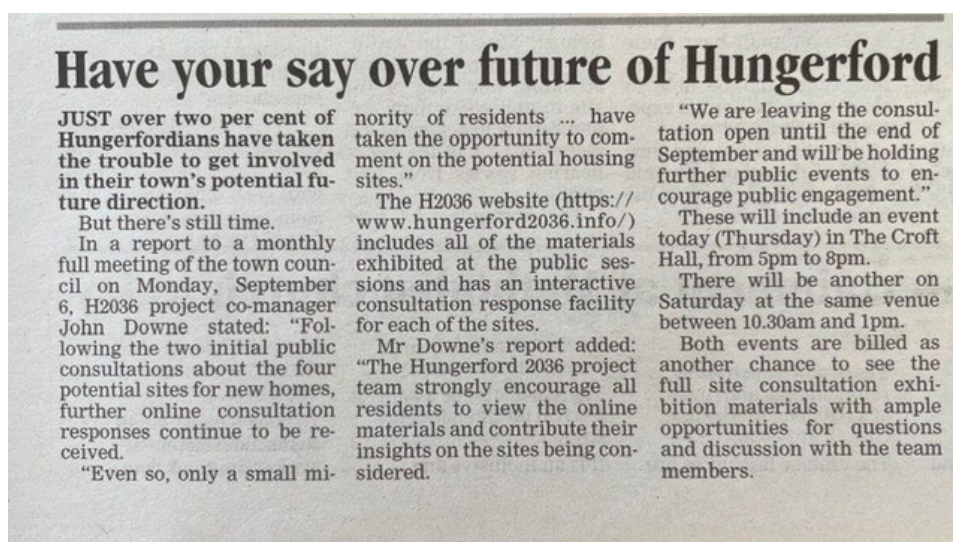 Have your say over future of Hungerford
JUST over two per cent of
Hungerfordians have taken
the trouble to get involved
in their town's potential fu-
ture direction.
But there's still time.
In a report to a monthly
full meeting of the town coun-
cil on Monday, September
6, H2036 project co-manager
John Downe stated: "Fol-
lowing the two initial public
consultations about the four
potential sites for new homes,
further online consultation
responses continue to be re-
ceived.
"Even so, only a small mi-
nority of residents ... have
taken the opportunity to com-
ment on the potential housing
sites."
The H2036 website (https://
www.hungerford2036.info/)
includes all of the materials
exhibited at the public ses-
sions and has an interactive
consultation response facility
for each of the sites.
Mr Downe's report added:
"The Hungerford 2036 project
team strongly encourage all
residents to view the online
materials and contribute their
insights on the sites being con-
sidered.
"We are leaving the consul-
tation open until the end of
September and will be holding
further public events to en-
courage public engagement."
These will include an event
today (Thursday) in The Croft
Hall, from 5pm to 8pm.
There will be another on
Saturday at the same venue
between 10.30am and 1pm.
Both events are billed as
another chance to see the
full site consultation exhi-
bition materials with ample
opportunities for questions
and discussion with the team
members.